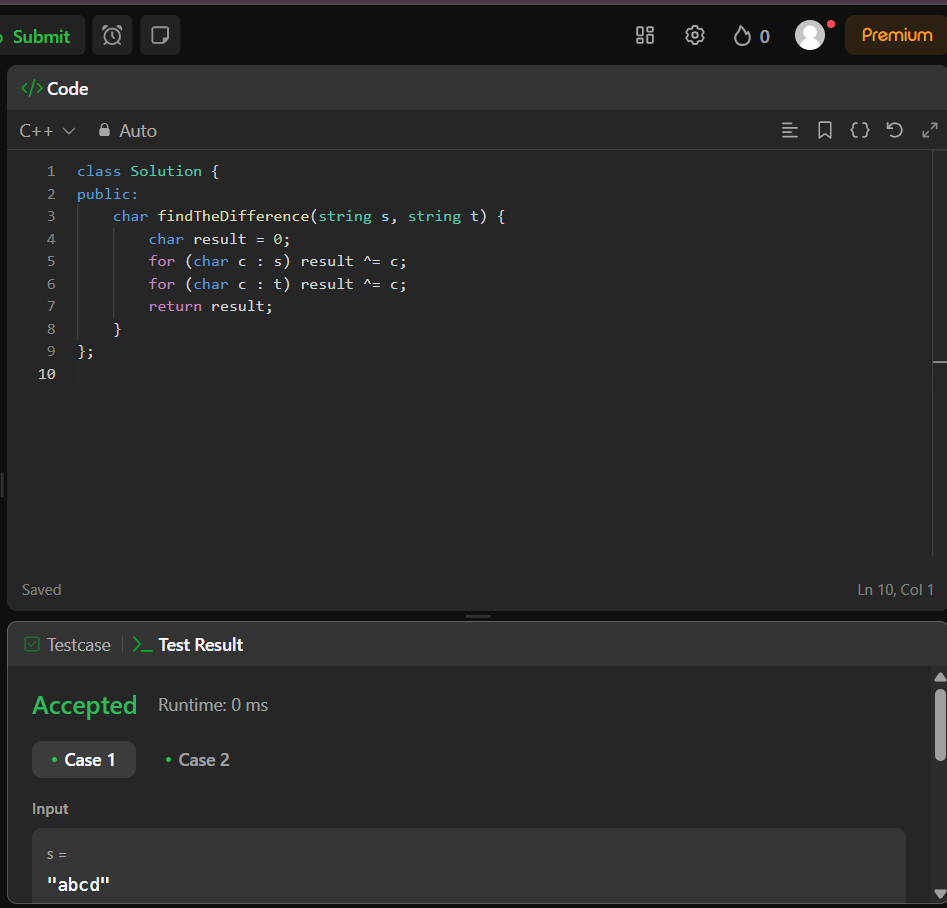 Submit
0
Premium
</> Code
C++ Auto
1 class Solution {
2 public:
3     char findTheDifference(string s, string t) {
4         char result = 0;
5         for (char c : s) result ^= c;
6         for (char c : t) result ^= c;
7         return result;
8     }
9 };
10
Saved Ln 10, Col 1
Testcase | >_ Test Result
Accepted Runtime: 0 ms
• Case 1 • Case 2
Input
s =
"abcd"